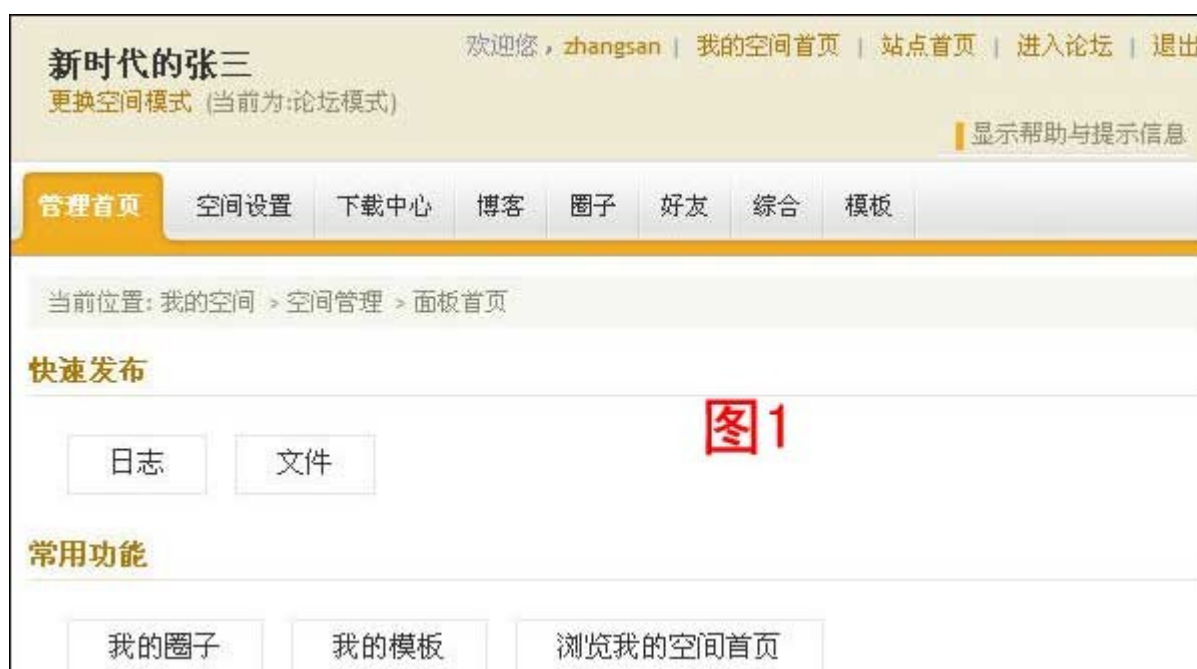 新时代的张三
欢迎您，zhangsan | 我的空间首页 | 站点首页 | 进入论坛 | 退出
更换空间模式 (当前为:论坛模式)
显示帮助与提示信息
管理首页 空间设置 下载中心 博客 圈子 好友 综合 模板
当前位置: 我的空间 > 空间管理 > 面板首页
快速发布
图1
日志 文件
常用功能
我的圈子 我的模板 浏览我的空间首页